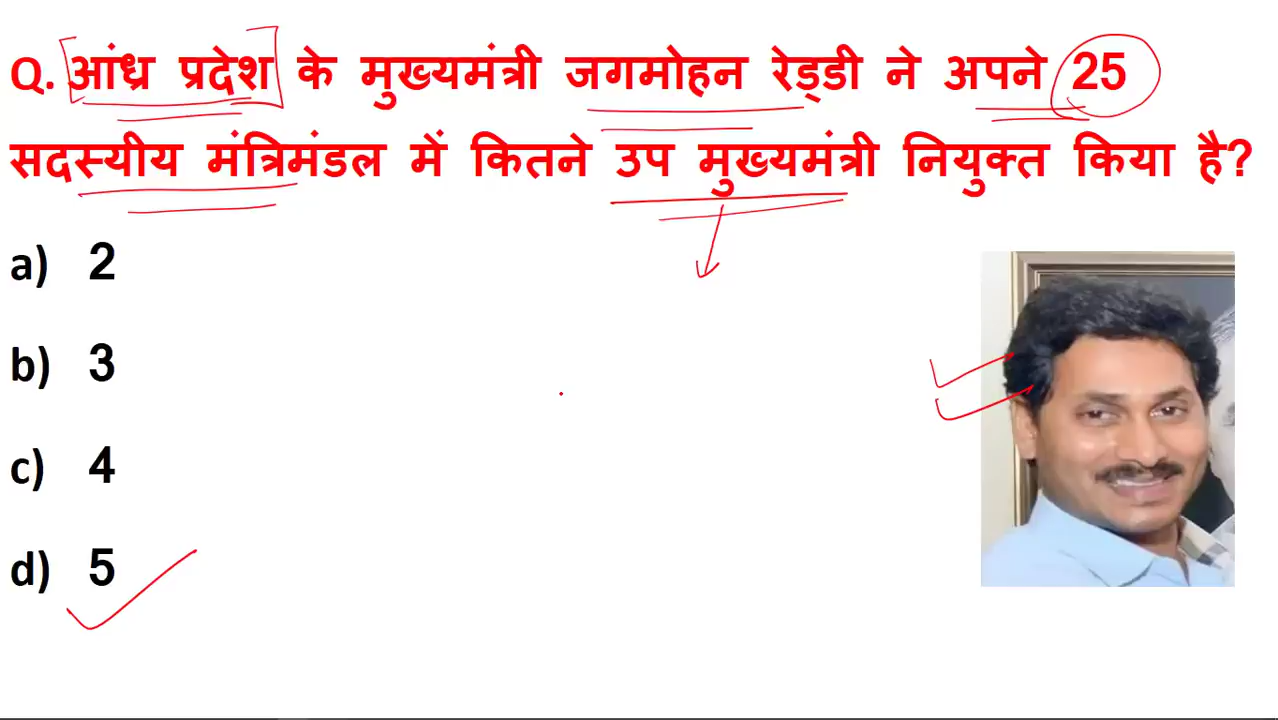 Q. आंध्र प्रदेश के मुख्यमंत्री जगमोहन रेड्डी ने अपने 25
सदस्यीय मंत्रिमंडल में कितने उप मुख्यमंत्री नियुक्त किया है?
a) 2
b) 3
c) 4
d) 5